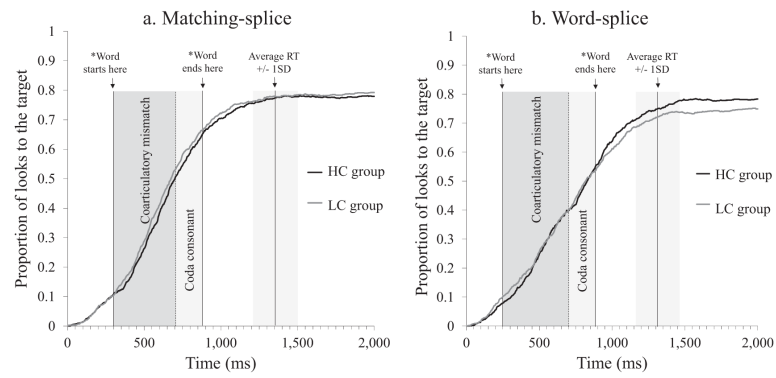 a. Matching-splice
*Word
starts here
*Word
ends here
Average RT
+/- 1SD
Proportion of looks to the target
1
0.9
0.8
0.7
0.6
0.5
0.4
0.3
0.2
0.1
0
Coarticulatory mismatch
Coda consonant
HC group
LC group
0 500 1,000 1,500 2,000
Time (ms)
b. Word-splice
*Word
starts here
*Word
ends here
Average RT
+/- 1SD
Proportion of looks to the target
1
0.9
0.8
0.7
0.6
0.5
0.4
0.3
0.2
0.1
0
Coarticulatory mismatch
Coda consonant
HC group
LC group
0 500 1,000 1,500 2,000
Time (ms)